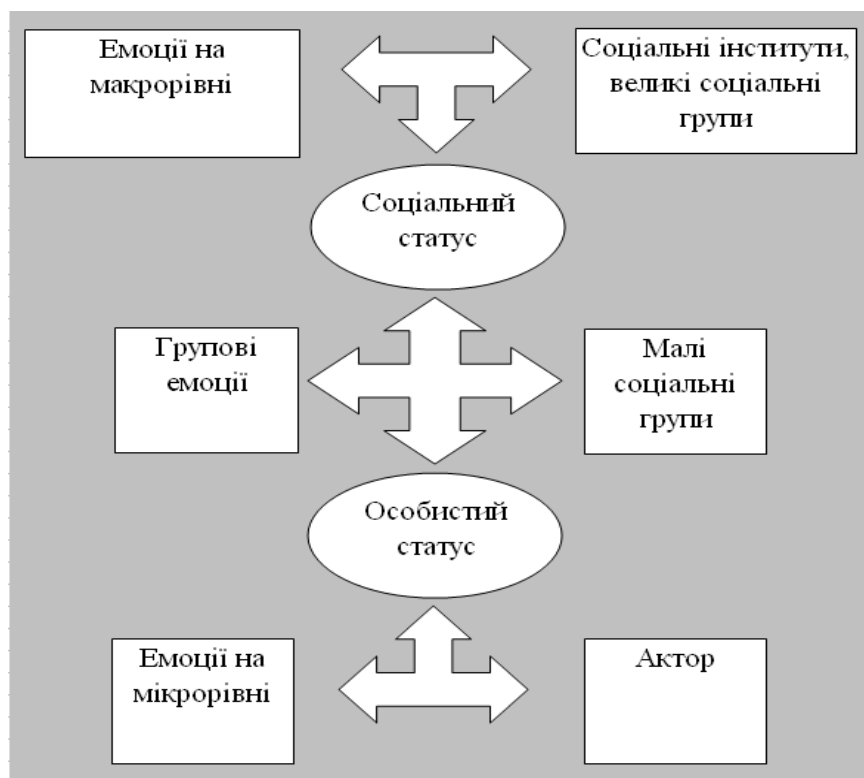 Емоції на
макрорівні
Соціальні інститути,
великі соціальні
групи
Соціальний
статус
Групові
емоції
Малі
соціальні
групи
Особистий
статус
Емоції на
мікрорівні
Актор